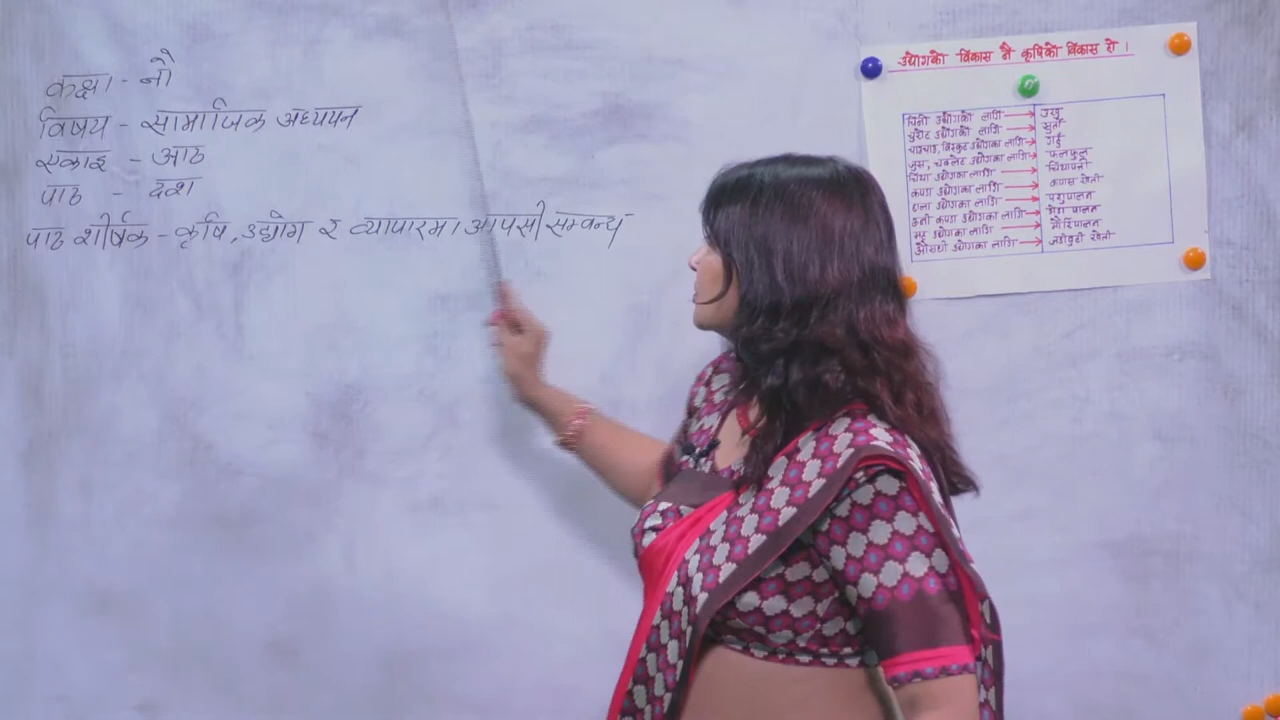 कक्षा - नौ
विषय - सामाजिक अध्ययन
एकाइ - आठ
पाठ - दश
पाठ शीर्षक - कृषि, उद्योग र व्यापारमा आपसी सम्बन्ध
उद्योगको विकास नै कृषिको विकास हो ।
चिनी उद्योगको लागि → उखु
चुरोट उद्योगको लागि → सुर्ती
चाउचाउ, बिस्कुट उद्योगका लागि → गहुँ
जुस, चकलेट उद्योगका लागि → फलफुल
चिया उद्योगका लागि → चियापत्ती
कपडा उद्योगका लागि → कपास खेती
छाला उद्योगका लागि → पशुपालन
ऊनी कपडा उद्योगका लागि → भेडा पालन
मह उद्योगका लागि → मौरीपालन
औषधी उद्योगका लागि → जडीबुटी खेती